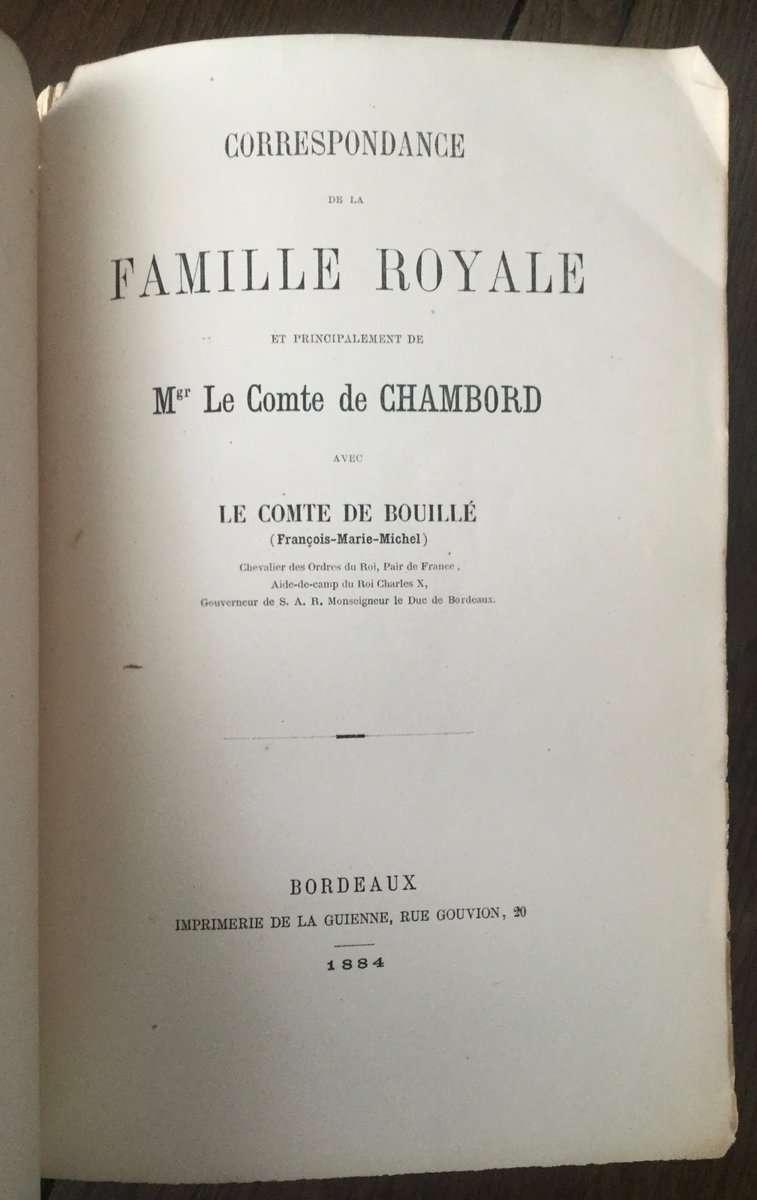 CORRESPONDANCE
DE LA
FAMILLE ROYALE
ET PRINCIPALEMENT DE
Mgr Le Comte de CHAMBORD
AVEC
LE COMTE DE BOUILLÉ
(François-Marie-Michel)
Chevalier des Ordres du Roi, Pair de France,
Aide-de-camp du Roi Charles X,
Gouverneur de S. A. R. Monseigneur le Duc de Bordeaux.
BORDEAUX
IMPRIMERIE DE LA GUIENNE, RUE GOUVION, 20
1884